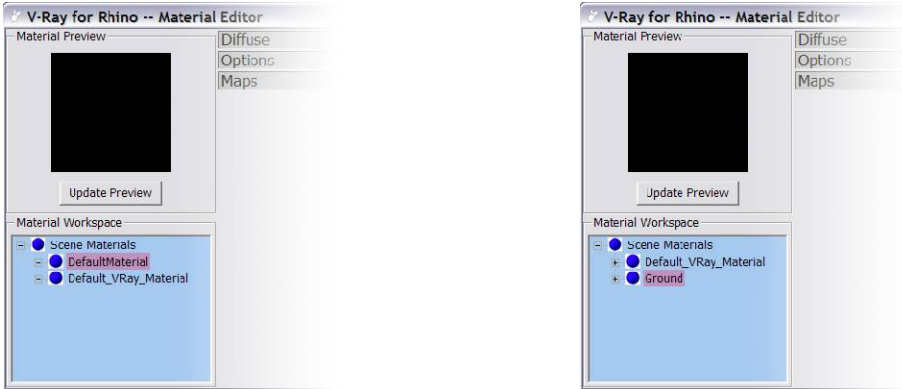 V-Ray for Rhino -- Material Editor
Material Preview
Diffuse
Options
Maps
Update Preview
Material Workspace
Scene Materials
DefaultMaterial
Default_VRay_Material
V-Ray for Rhino -- Material Editor
Material Preview
Diffuse
Options
Maps
Update Preview
Material Workspace
Scene Materials
Default_VRay_Material
Ground